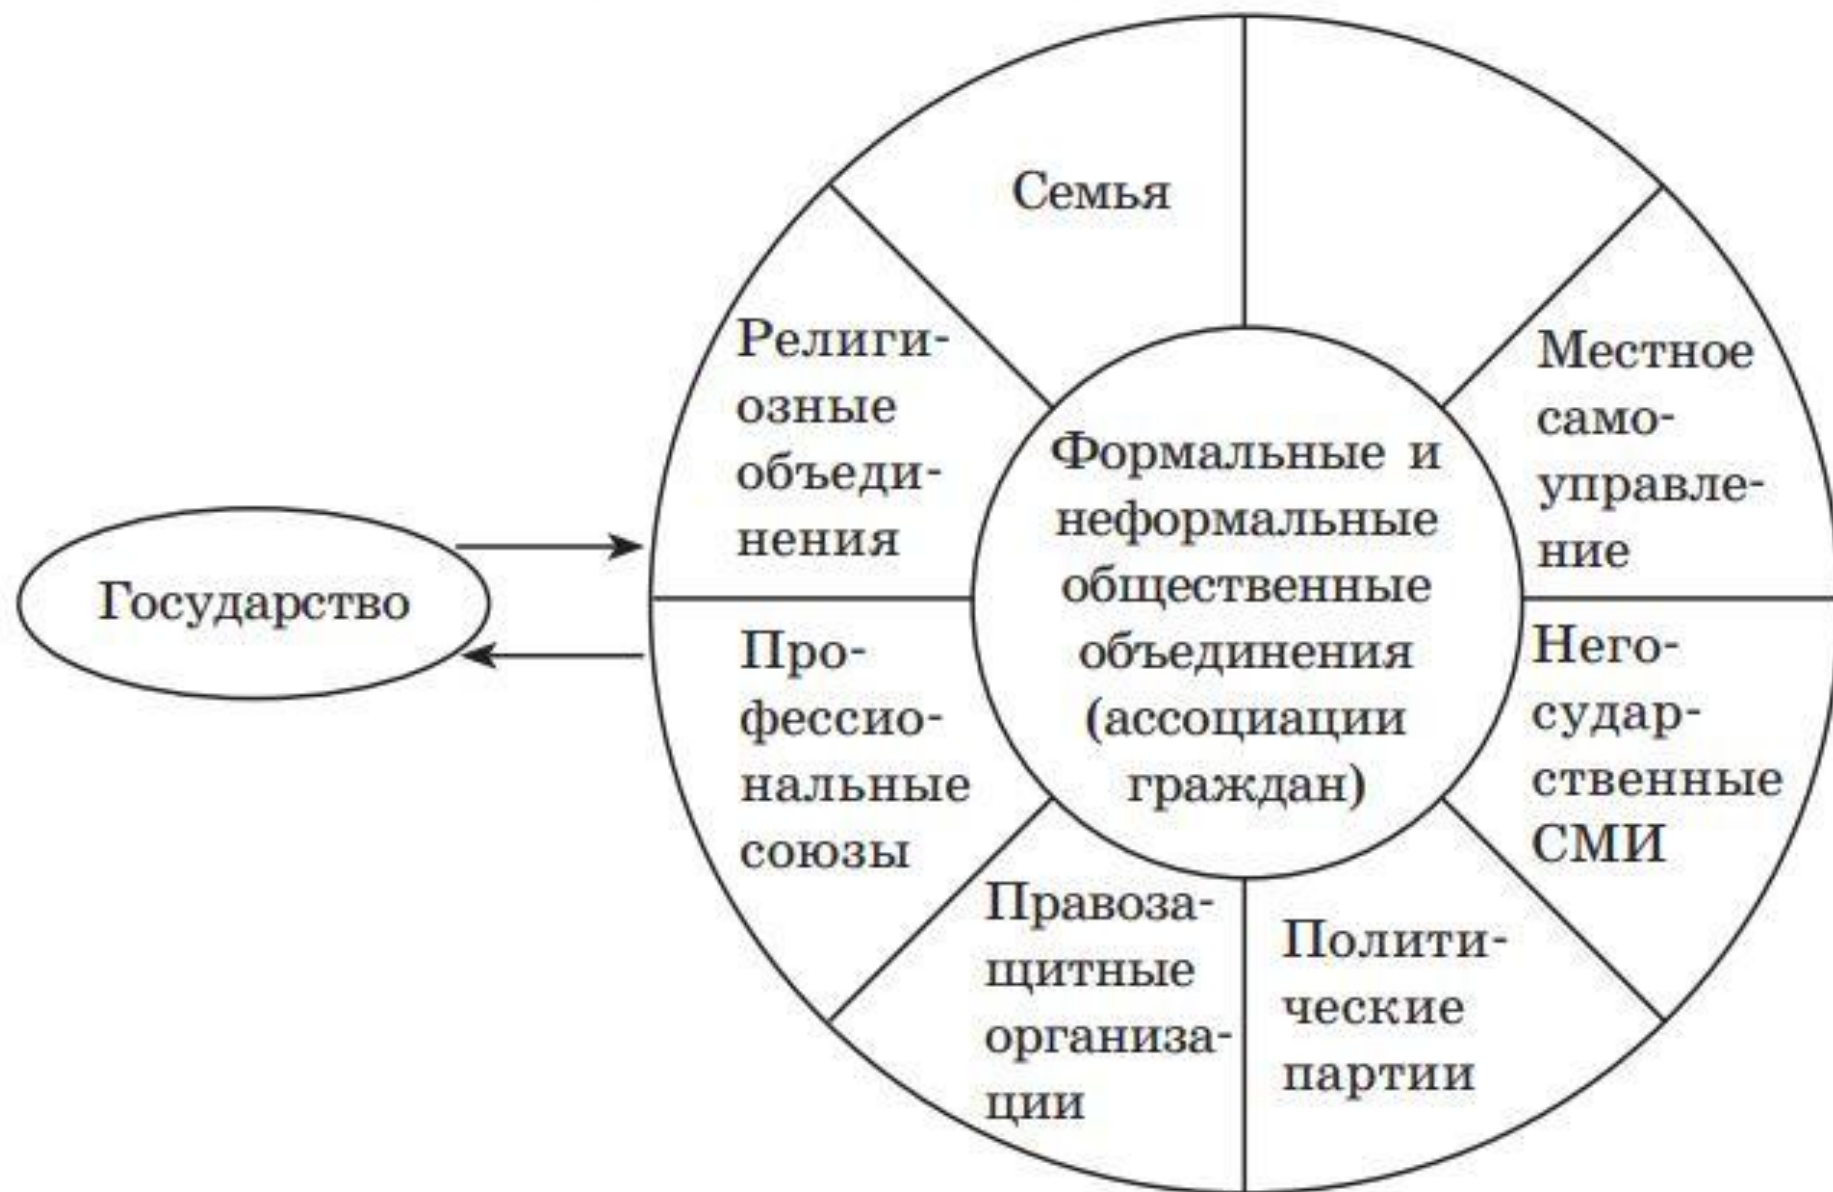 Государство
Семья
Религи-
озные
объеди-
нения
Местное
само-
управле-
ние
Формальные и
неформальные
общественные
объединения
(ассоциации
граждан)
Про-
фессио-
нальные
союзы
Него-
судар-
ственные
СМИ
Правоза-
щитные
организа-
ции
Полити-
ческие
партии